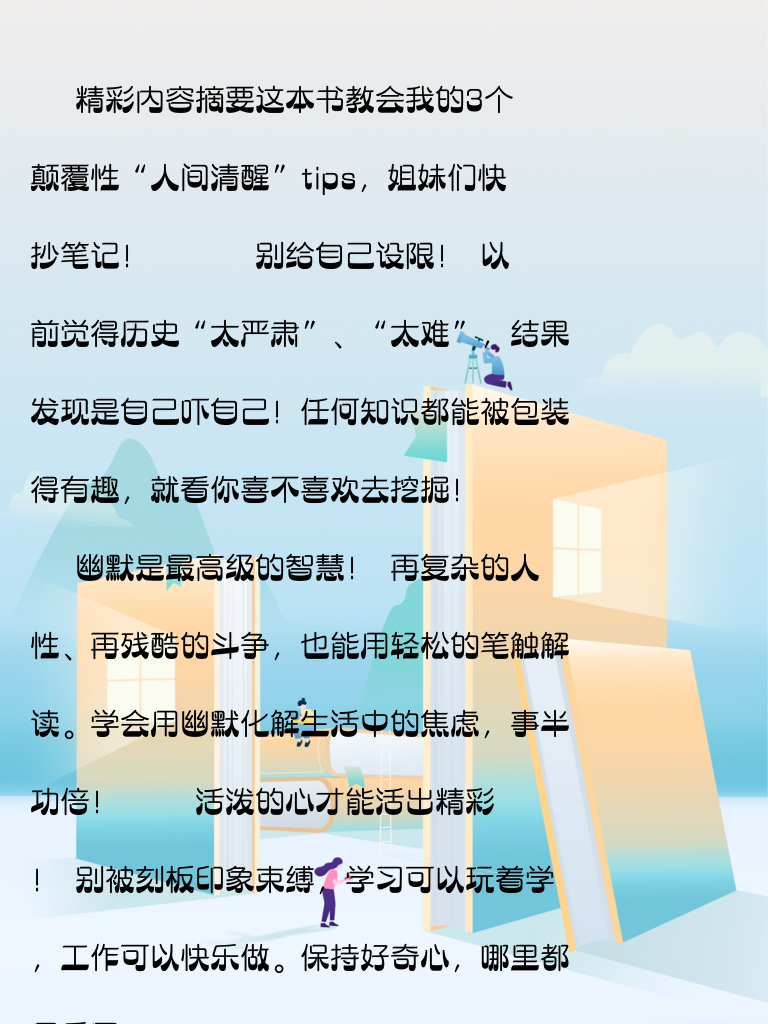 精彩内容摘要这本书教会我的3个
颠覆性“人间清醒”tips，姐妹们快
抄笔记！ 别给自己设限！ 以
前觉得历史“太严肃”、“太难”，结果
发现是自己吓自己！任何知识都能被包装
得有趣，就看你喜不喜欢去挖掘！
幽默是最高级的智慧！ 再复杂的人
性、再残酷的斗争，也能用轻松的笔触解
读。学会用幽默化解生活中的焦虑，事半
功倍！ 活泼的心才能活出精彩
！ 别被刻板印象束缚，学习可以玩着学
，工作可以快乐做。保持好奇心，哪里都